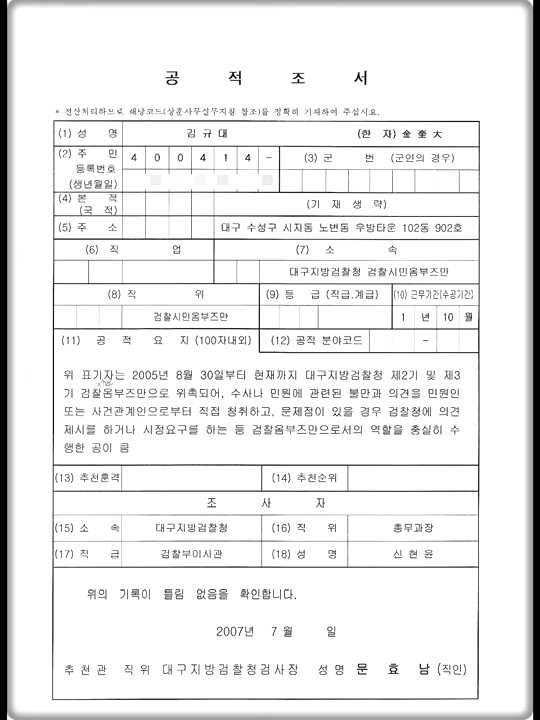 공 적 조 서
* 전산처리하므로 해당코드(상훈사무실무지침 참조)를 정확히 기재하여 주십시요.
(1) 성 명 김 규 대 (한 자) 金 奎 大
(2) 주 민 등록번호 (생년월일) 4 0 0 4 1 4 - (3) 군 번 (군인의 경우)
(4) 본 적 (국 적) (기 재 생 략)
(5) 주 소 대구 수성구 시지동 노변동 우방타운 102동 902호
(6) 직 업 (7) 소 속
대구지방검찰청 검찰시민옴부즈만
(8) 직 위 (9) 등 급 (직급,계급) (10) 근무기간(수공기간)
검찰시민옴부즈만 1 년 10 월
(11) 공 적 요 지 (100자내외) (12) 공적 분야코드 -
위 표기자는 2005년 8월 30일부터 현재까지 대구지방검찰청 제2기 및 제3
기 검찰옴부즈만으로 위촉되어, 수사나 민원에 관련된 불만과 의견을 민원인
또는 사건관계인으로부터 직접 청취하고, 문제점이 있을 경우 검찰청에 의견
제시를 하거나 시정요구를 하는 등 검찰옴부즈만으로서의 역할을 충실히 수
행한 공이 큼
(13) 추천훈격 (14) 추천순위
조 사 자
(15) 소 속 대구지방검찰청 (16) 직 위 총무과장
(17) 직 급 검찰부이사관 (18) 성 명 신 현 윤
위의 기록이 틀림 없음을 확인합니다.
2007년 7 월 일
추 천 관 직 위 대구지방검찰청검사장 성 명 문 효 남 (직인)